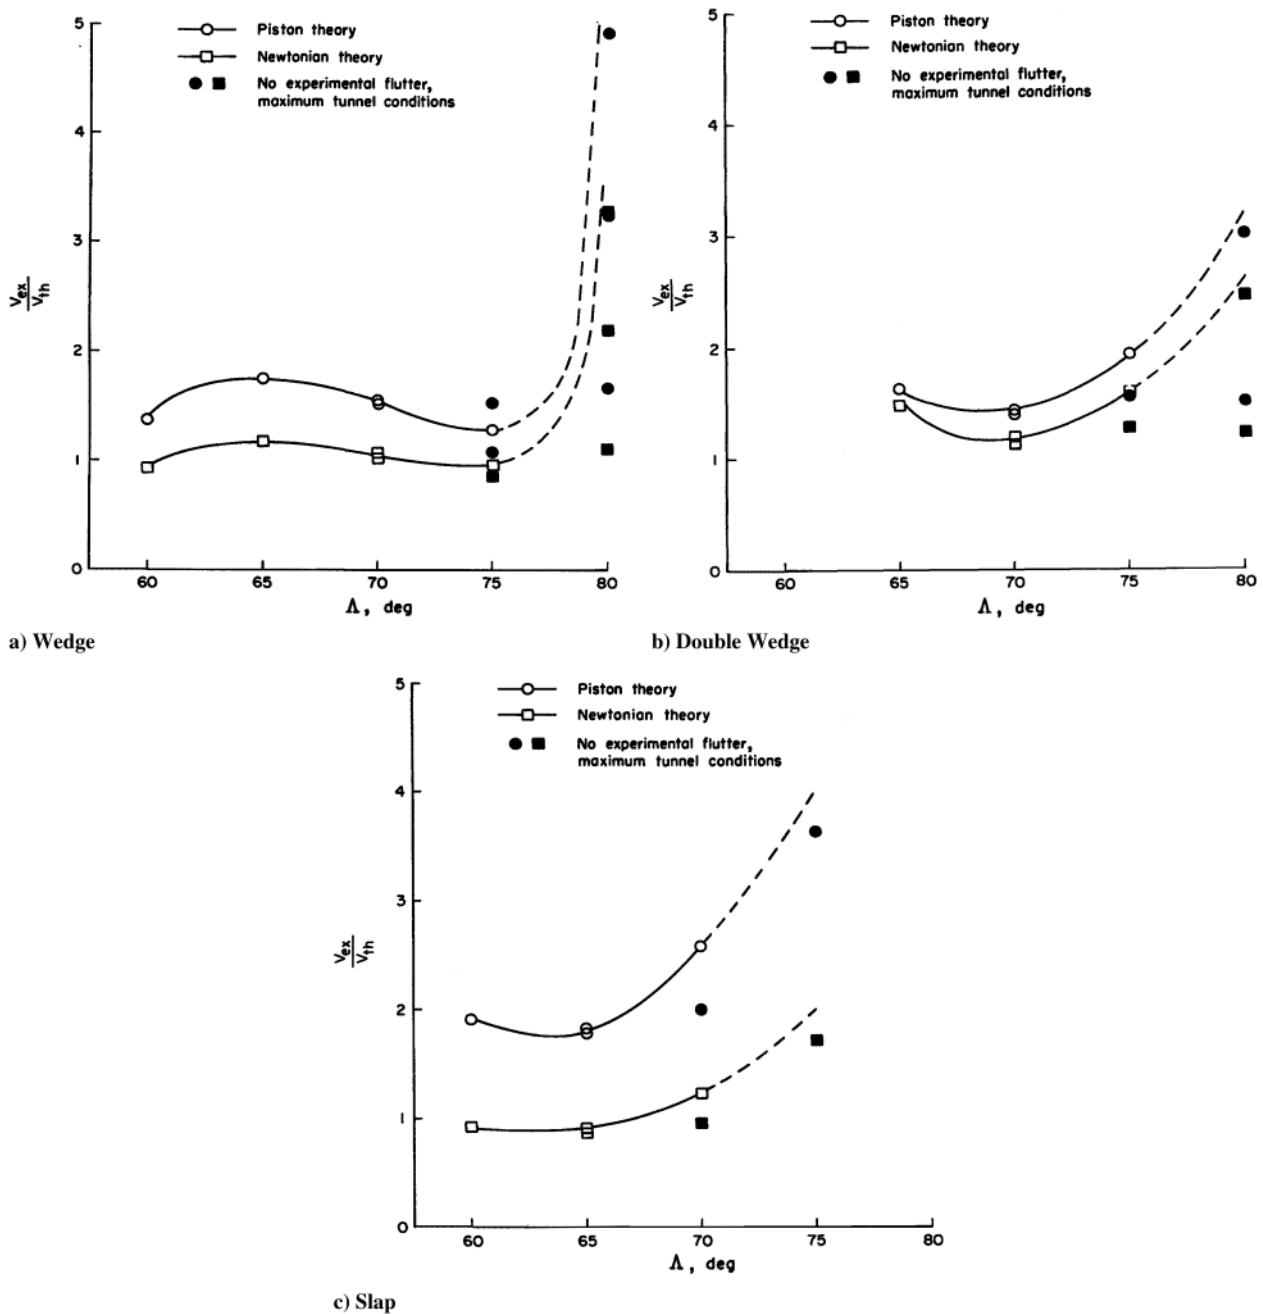 5
4
3
2
1
0
Vex
Vth
Piston theory
Newtonian theory
No experimental flutter,
maximum tunnel conditions
60 65 70 75 80
Λ, deg
a) Wedge
5
4
3
2
1
0
Vex
Vth
Piston theory
Newtonian theory
No experimental flutter,
maximum tunnel conditions
60 65 70 75 80
Λ, deg
b) Double Wedge
5
4
3
2
1
0
Vex
Vth
Piston theory
Newtonian theory
No experimental flutter,
maximum tunnel conditions
60 65 70 75 80
Λ, deg
c) Slap